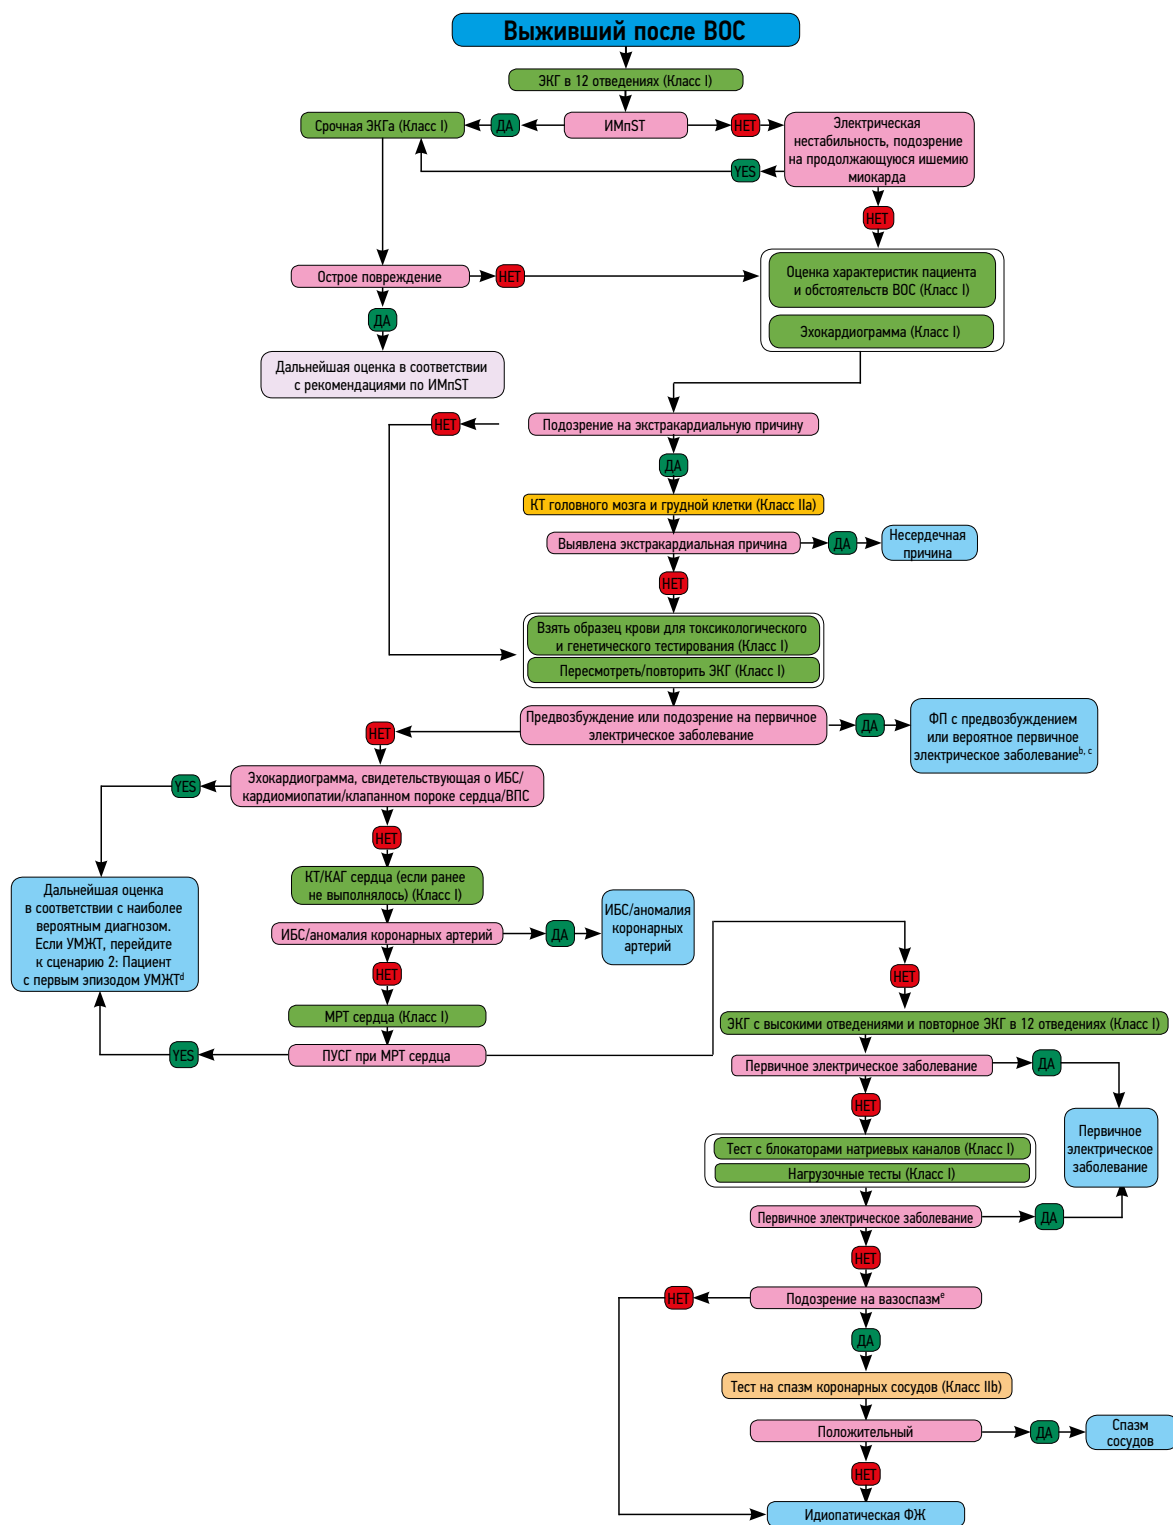 Выживший после ВОС
ЭКГ в 12 отведениях (Класс I)
Срочная ЭКГа (Класс I)
ДА
ИМпST
НЕТ
Электрическая
нестабильность, подозрение
на продолжающуюся ишемию
миокарда
YES
НЕТ
Острое повреждение
НЕТ
Оценка характеристик пациента
и обстоятельств ВОС (Класс I)
Эхокардиограмма (Класс I)
ДА
Дальнейшая оценка в соответствии
с рекомендациями по ИМпST
НЕТ
Подозрение на экстракардиальную причину
ДА
КТ головного мозга и грудной клетки (Класс IIa)
Выявлена экстракардиальная причина
ДА
Несердечная
причина
НЕТ
Взять образец крови для токсикологического
и генетического тестирования (Класс I)
Пересмотреть/повторить ЭКГ (Класс I)
Предвозбуждение или подозрение на первичное
электрическое заболевание
ДА
ФП с предвозбуждением
или вероятное первичное
электрическое заболевание b, c
НЕТ
Эхокардиограмма, свидетельствующая о ИБС/
кардиомиопатии/клапанном пороке сердца/ВПС
YES
НЕТ
Дальнейшая оценка
в соответствии с наиболее
вероятным диагнозом.
Если УМЖТ, перейдите
к сценарию 2: Пациент
с первым эпизодом УМЖТ d
КТ/КАГ сердца (если ранее
не выполнялось) (Класс I)
ИБС/аномалия коронарных артерий
ДА
ИБС/аномалия
коронарных
артерий
НЕТ
МРТ сердца (Класс I)
ПУСГ при МРТ сердца
YES
НЕТ
ЭКГ с высокими отведениями и повторное ЭКГ в 12 отведениях (Класс I)
Первичное электрическое заболевание
ДА
НЕТ
Первичное
электрическое
заболевание
Тест с блокаторами натриевых каналов (Класс I)
Нагрузочные тесты (Класс I)
Первичное электрическое заболевание
ДА
НЕТ
Подозрение на вазоспазм e
НЕТ
ДА
Тест на спазм коронарных сосудов (Класс IIb)
Положительный
ДА
Спазм
сосудов
НЕТ
Идиопатическая ФЖ